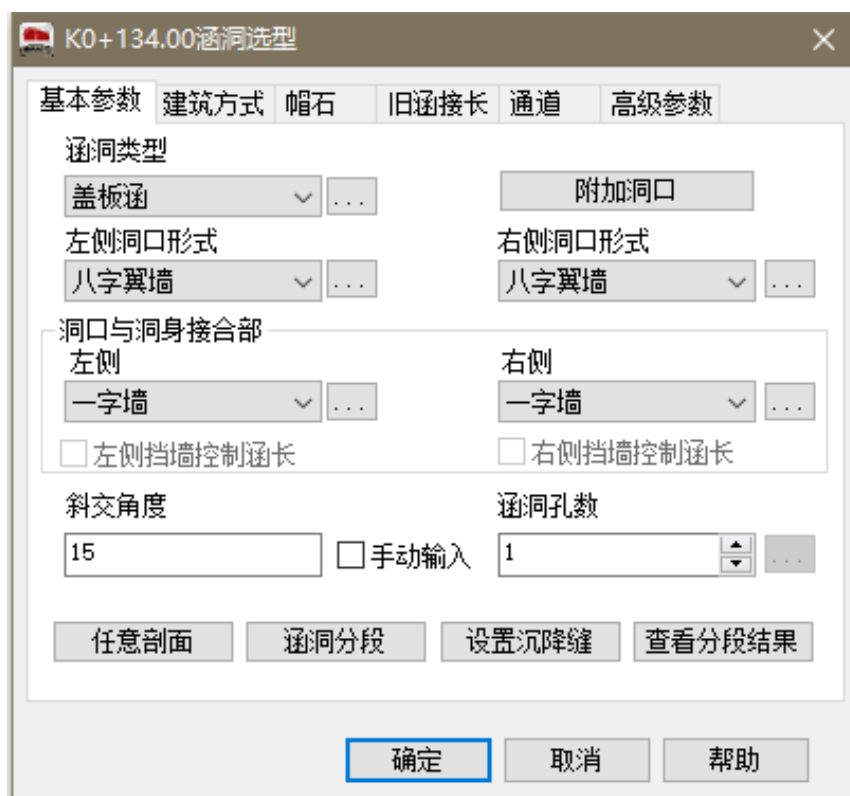 K0+134.00涵洞选型
基本参数 建筑方式 帽石 旧涵接长 通道 高级参数
涵洞类型
盖板涵 ... 附加洞口
左侧洞口形式 右侧洞口形式
八字翼墙 ... 八字翼墙 ...
洞口与洞身接合部
左侧 右侧
一字墙 ... 一字墙 ...
左侧挡墙控制涵长 右侧挡墙控制涵长
斜交角度 涵洞孔数
15 手动输入 1 ...
任意剖面 涵洞分段 设置沉降缝 查看分段结果
确定 取消 帮助